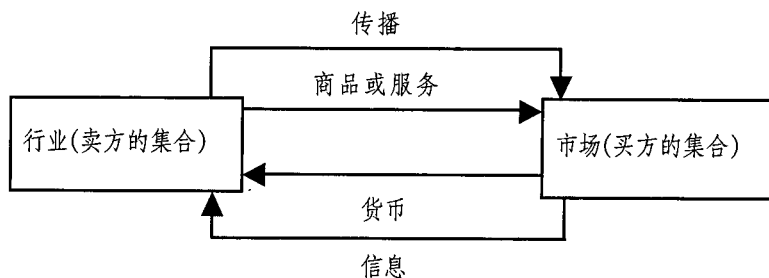 传播
商品或服务
行业(卖方的集合)
市场(买方的集合)
货币
信息